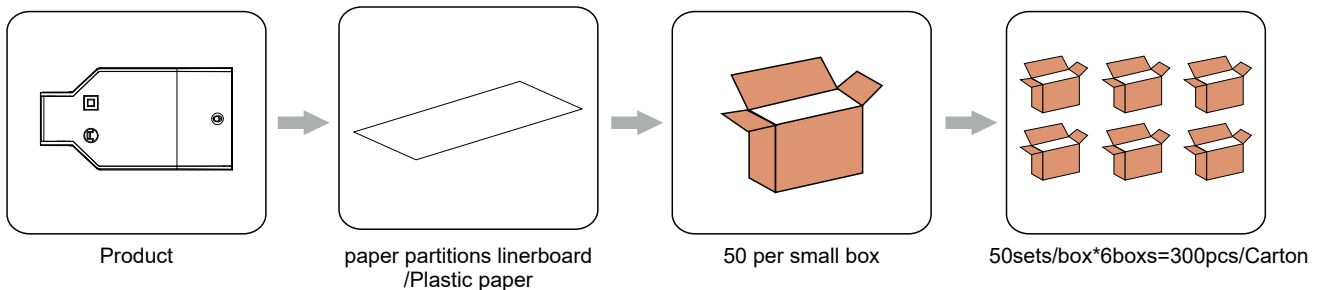 Product
paper partitions linerboard
/Plastic paper
50 per small box
50sets/box*6boxs=300pcs/Carton